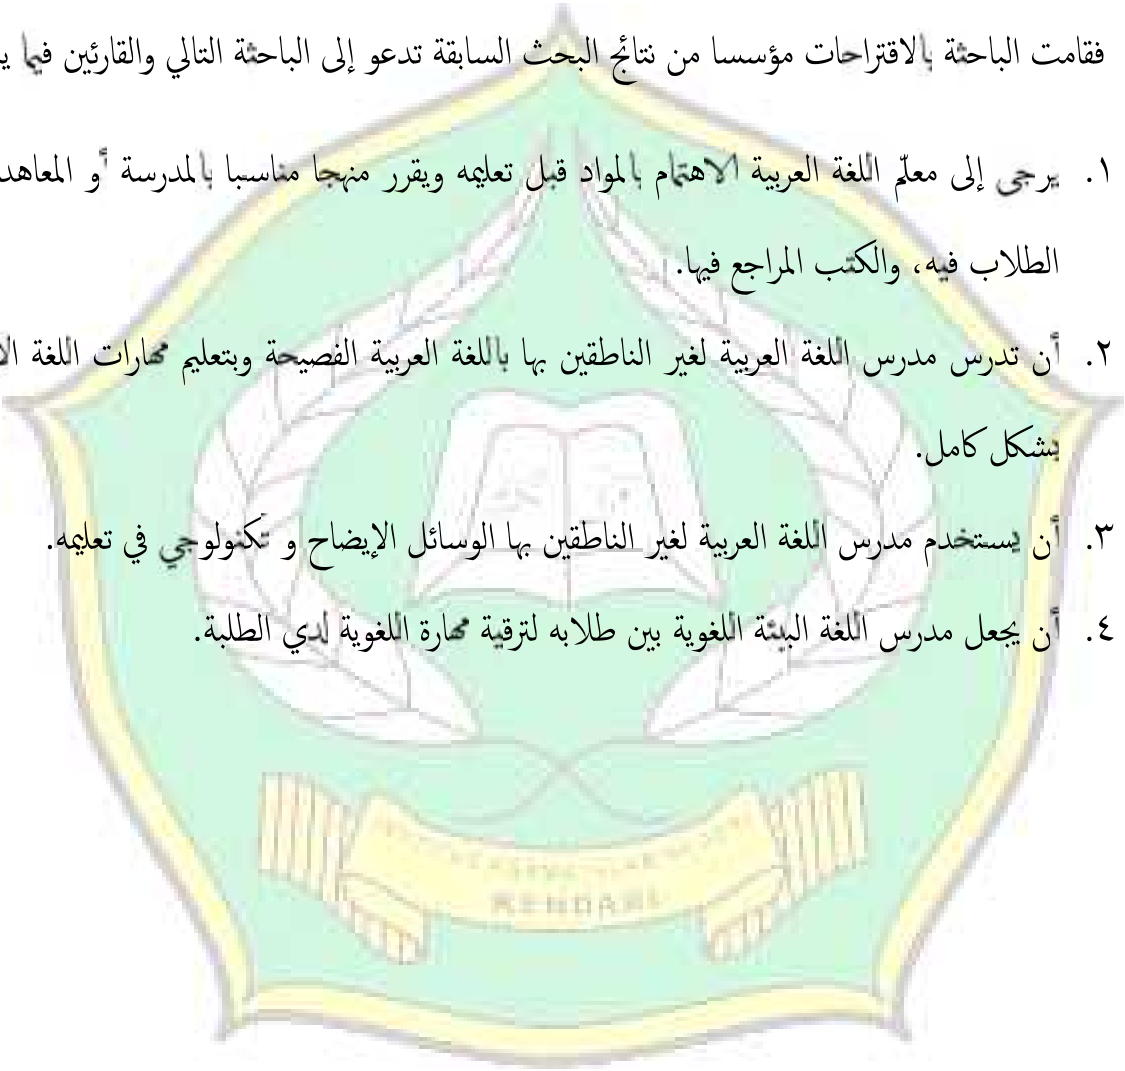 فقامت الباحثة بالاقتراحات مؤسسا من نتائج البحث السابقة تدعو إلى الباحثة التالي والقارئين فيما
١. يرجى إلى معلّم اللغة العربية الاهتمام بالمواد قبل تعليمه ويقرر منهجا مناسبا بالمدرسة أو المعاهد
الطلاب فيه، والكتب المراجع فيها.
٢. أن تدرس مدرس اللغة العربية لغير الناطقين بها باللغة العربية الفصيحة وبتعليم مهارات اللغة
بشكل كامل.
٣. أن يستخدم مدرس اللغة العربية لغير الناطقين بها الوسائل الإيضاح و تكنولوجي في تعليمه.
٤. أن يجعل مدرس اللغة البيئة اللغوية بين طلابه لترقية مهارة اللغوية لدي الطلبة.
KENDARI